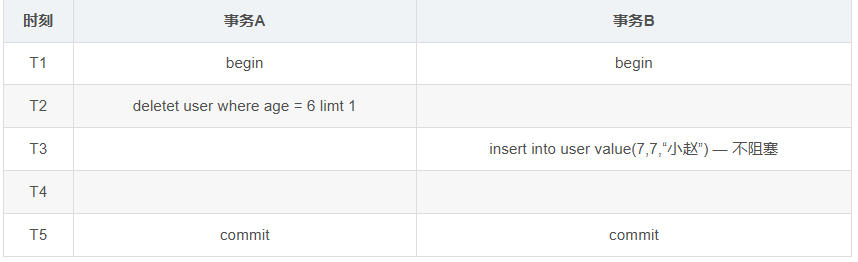 时刻 事务A 事务B
T1 begin begin
T2 deletet user where age = 6 limt 1
T3 insert into user value(7,7,“小赵”) — 不阻塞
T4
T5 commit commit